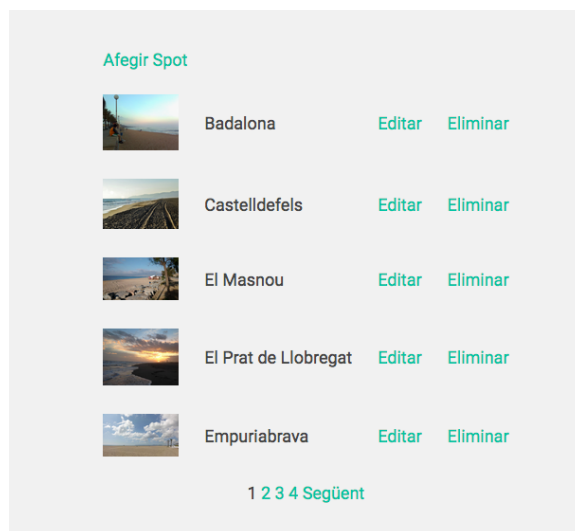 Afegir Spot
Badalona Editar Eliminar
Castelldefels Editar Eliminar
El Masnou Editar Eliminar
El Prat de Llobregat Editar Eliminar
Empuriabrava Editar Eliminar
1 2 3 4 Següent